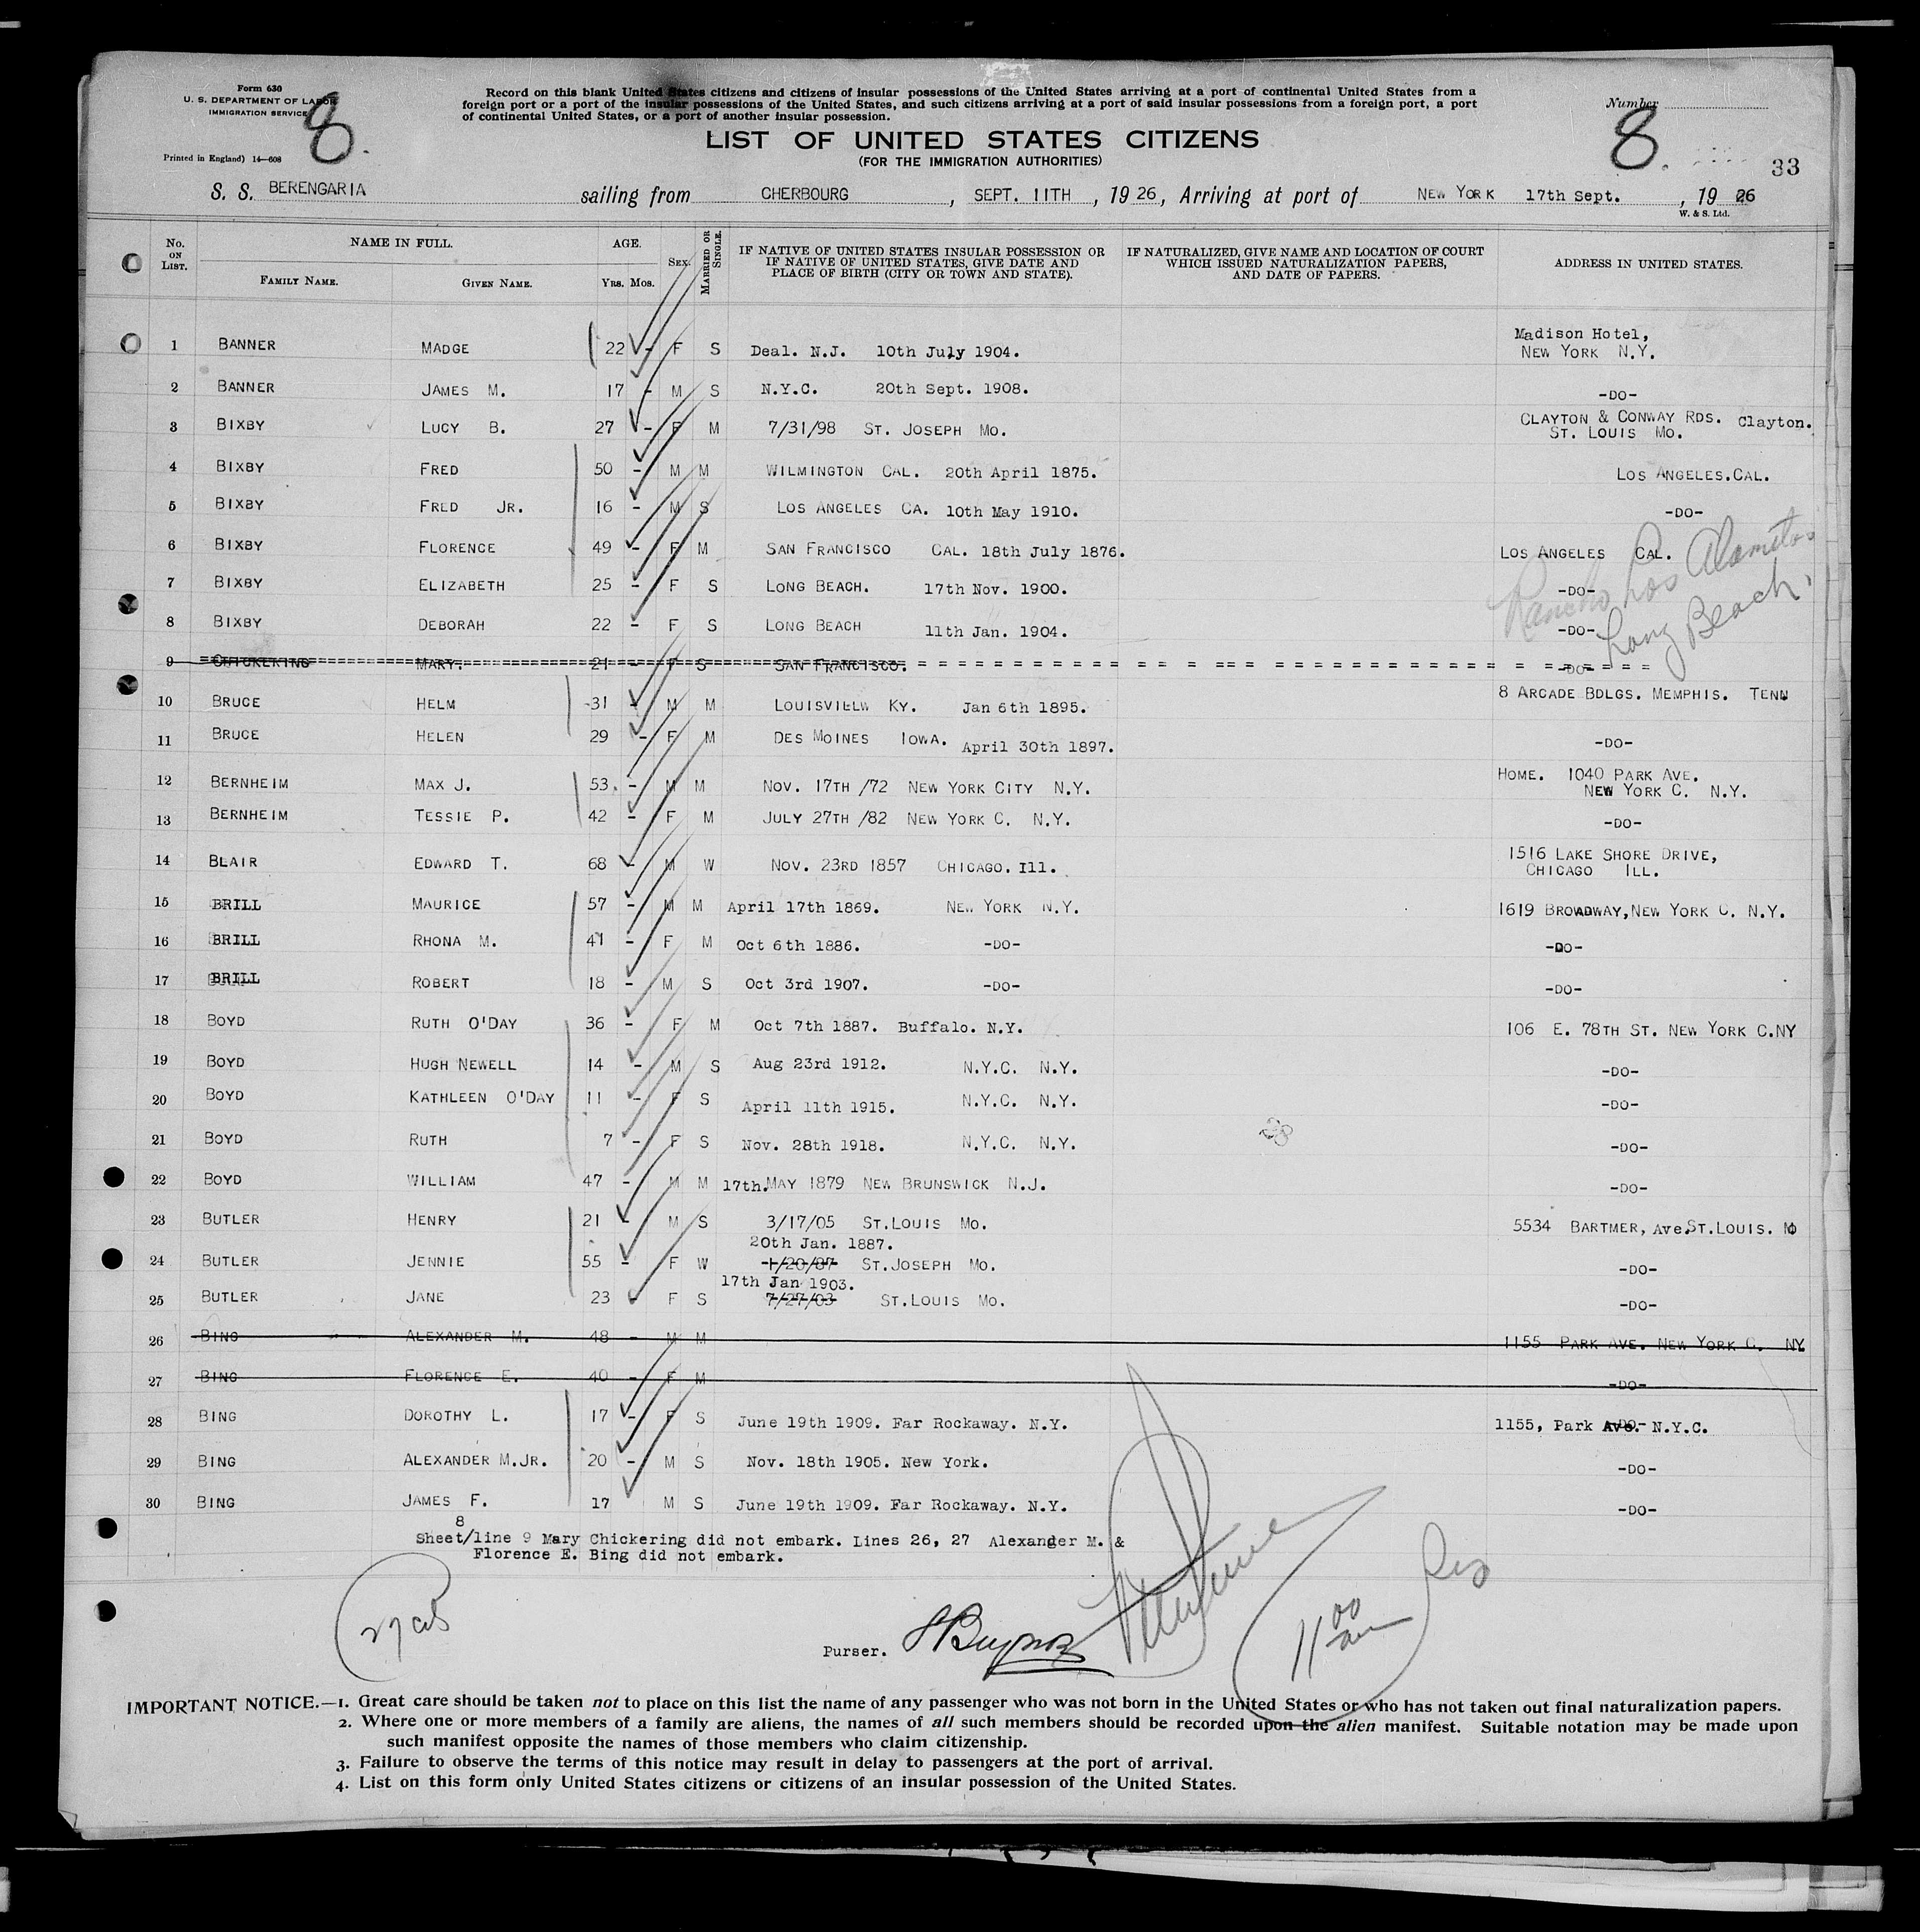 Form 630
U. S. DEPARTMENT OF LABOR
IMMIGRATION SERVICE
Printed in England) 14—608
8.
Record on this blank United States citizens and citizens of insular possessions of the United States arriving at a port of continental United States from a
foreign port or a port of the insular possessions of the United States, and such citizens arriving at a port of said insular possessions from a foreign port, a port
of continental United States, or a port of another insular possession.
LIST OF UNITED STATES CITIZENS
(FOR THE IMMIGRATION AUTHORITIES)
Number
8.
33
S. S. BERENGARIA sailing from CHERBOURG, SEPT. 11TH, 1926, Arriving at port of NEW YORK 17th Sept., 19 26
W. & S. Ltd.
No. ON LIST. NAME IN FULL. AGE. SEX. MARRIED OR SINGLE. IF NATIVE OF UNITED STATES INSULAR POSSESSION OR IF NATIVE OF UNITED STATES, GIVE DATE AND PLACE OF BIRTH (CITY OR TOWN AND STATE). IF NATURALIZED, GIVE NAME AND LOCATION OF COURT WHICH ISSUED NATURALIZATION PAPERS, AND DATE OF PAPERS. ADDRESS IN UNITED STATES.
FAMILY NAME. GIVEN NAME. YRS. MOS.
1 BANNER MADGE 22 - F S Deal. N.J. 10th July 1904. Madison Hotel, NEW YORK N.Y.
2 BANNER JAMES M. 17 - M S N.Y.C. 20th Sept. 1908. -DO-
3 BIXBY LUCY B. 27 - F M 7/31/98 ST. JOSEPH MO. CLAYTON & CONWAY RDS. Clayton. ST. LOUIS MO.
4 BIXBY FRED 50 - M M WILMINGTON CAL. 20th April 1875. LOS ANGELES.CAL.
5 BIXBY FRED JR. 16 - M S LOS ANGELES CA. 10th May 1910. -DO-
6 BIXBY FLORENCE 49 - F M SAN FRANCISCO CAL. 18th July 1876. LOS ANGELES CAL.
7 BIXBY ELIZABETH 25 - F S LONG BEACH. 17th Nov. 1900. -DO-
8 BIXBY DEBORAH 22 - F S LONG BEACH 11th Jan. 1904. -DO-
Rancho Los Alamitos
Long Beach.
9 CHICKERING MARY. 21 - F S SAN FRANCISCO. -DO-
10 BRUCE HELM 31 - M M LOUISVIELW KY. Jan 6th 1895. 8 ARCADE BDLGS. MEMPHIS. TENN
11 BRUCE HELEN 29 - F M DES MOINES IOWA. April 30th 1897. -DO-
12 BERNHEIM MAX J. 53. - M M NOV. 17TH /72 NEW YORK CITY N.Y. HOME. 1040 PARK AVE. NEW YORK C. N.Y.
13 BERNHEIM TESSIE P. 42 - F M JULY 27TH /82 NEW YORK C. N.Y. -DO-
14 BLAIR EDWARD T. 68 - M W NOV. 23RD 1857 CHICAGO. Ill. 1516 LAKE SHORE DRIVE, CHICAGO ILL.
15 BRILL MAURICE 57 - M M April 17th 1869. NEW YORK N.Y. 1619 BROADWAY, NEW YORK C. N.Y.
16 BRILL RHONA M. 41 - F M Oct 6th 1886. -DO- -DO-
17 BRILL ROBERT 18 - M S Oct 3rd 1907. -DO- -DO-
18 BOYD RUTH O'DAY 36 - F M Oct 7th 1887. Buffalo. N.Y. 106 E. 78TH ST. NEW YORK C.NY
19 BOYD HUGH NEWELL 14 - M S Aug 23rd 1912. N.Y.C. N.Y. -DO-
20 BOYD KATHLEEN O'DAY 11 - F S April 11th 1915. N.Y.C. N.Y. -DO-
21 BOYD RUTH 7 - F S Nov. 28th 1918. N.Y.C. N.Y. -DO-
22 BOYD WILLIAM 47 - M M 17th.MAY 1879 NEW BRUNSWICK N.J. -DO-
23 BUTLER HENRY 21 - M S 3/17/05 ST.LOUIS MO. 5534 BARTMER, Ave.ST.LOUIS. MO
20th Jan. 1887.
24 BUTLER JENNIE 55 - F W 1/20/87 ST.JOSEPH MO. -DO-
17th Jan 1903.
25 BUTLER JANE 23 - F S 7/27/03 ST.LOUIS MO. -DO-
26 BING ALEXANDER M. 48 - M M 1155 PARK AVE. NEW YORK C. NY
27 BING FLORENCE E. 40 - F M -DO-
28 BING DOROTHY L. 17 - F S June 19th 1909. Far Rockaway. N.Y. 1155, Park Ave. N.Y.C.
29 BING ALEXANDER M.JR. 20 - M S Nov. 18th 1905. New York. -DO-
30 BING JAMES F. 17 M S June 19th 1909. Far Rockaway. N.Y. -DO-
8
Sheet/line 9 Mary Chickering did not embark. Lines 26, 27 Alexander M. &
Florence E. Bing did not embark.
Purser.
11 00 am
IMPORTANT NOTICE.—1. Great care should be taken not to place on this list the name of any passenger who was not born in the United States or who has not taken out final naturalization papers.
2. Where one or more members of a family are aliens, the names of all such members should be recorded upon the alien manifest. Suitable notation may be made upon
such manifest opposite the names of those members who claim citizenship.
3. Failure to observe the terms of this notice may result in delay to passengers at the port of arrival.
4. List on this form only United States citizens or citizens of an insular possession of the United States.